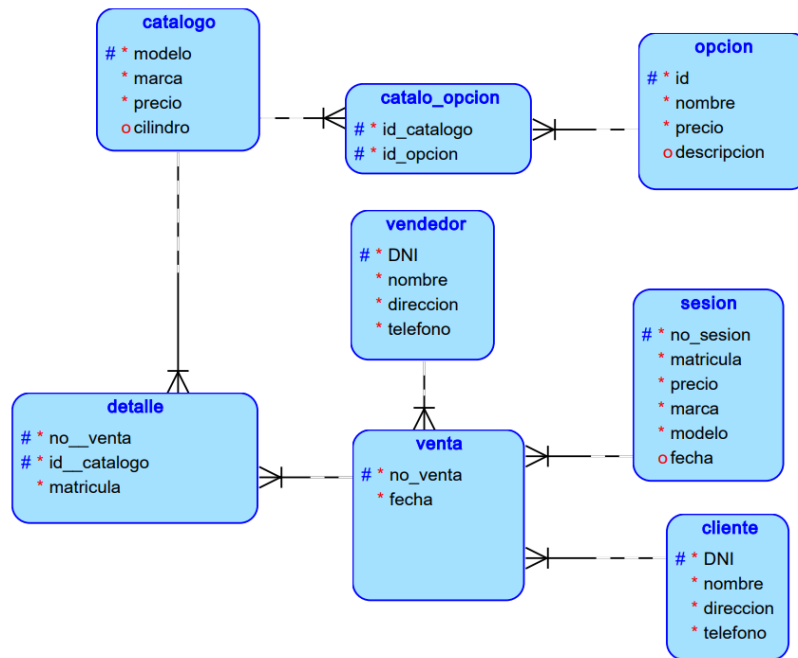 catalogo
# * modelo
* marca
* precio
o cilindro
catalo_opcion
# * id_catalogo
# * id_opcion
opcion
# * id
* nombre
* precio
o descripcion
vendedor
# * DNI
* nombre
* direccion
* telefono
sesion
# * no_sesion
* matricula
* precio
* marca
* modelo
o fecha
detalle
# * no__venta
# * id__catalogo
* matricula
venta
# * no_venta
* fecha
cliente
# * DNI
* nombre
* direccion
* telefono